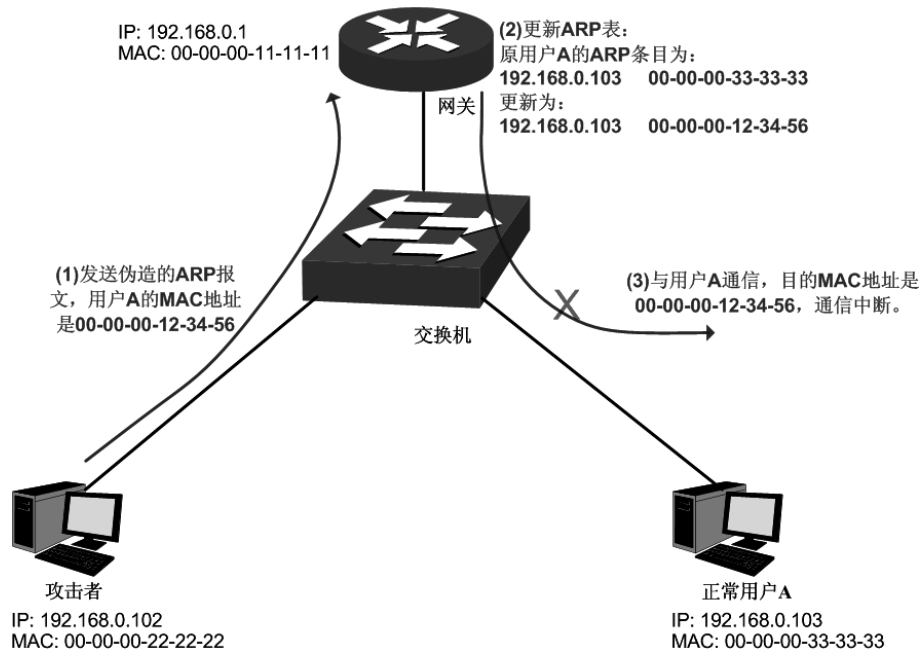 IP: 192.168.0.1
MAC: 00-00-00-11-11-11
(2)更新ARP表：
原用户A的ARP条目为：
192.168.0.103 00-00-00-33-33-33
更新为：
192.168.0.103 00-00-00-12-34-56
网关
(1)发送伪造的ARP报
文，用户A的MAC地址
是00-00-00-12-34-56
(3)与用户A通信，目的MAC地址是
00-00-00-12-34-56，通信中断。
交换机
攻击者
IP: 192.168.0.102
MAC: 00-00-00-22-22-22
正常用户A
IP: 192.168.0.103
MAC: 00-00-00-33-33-33